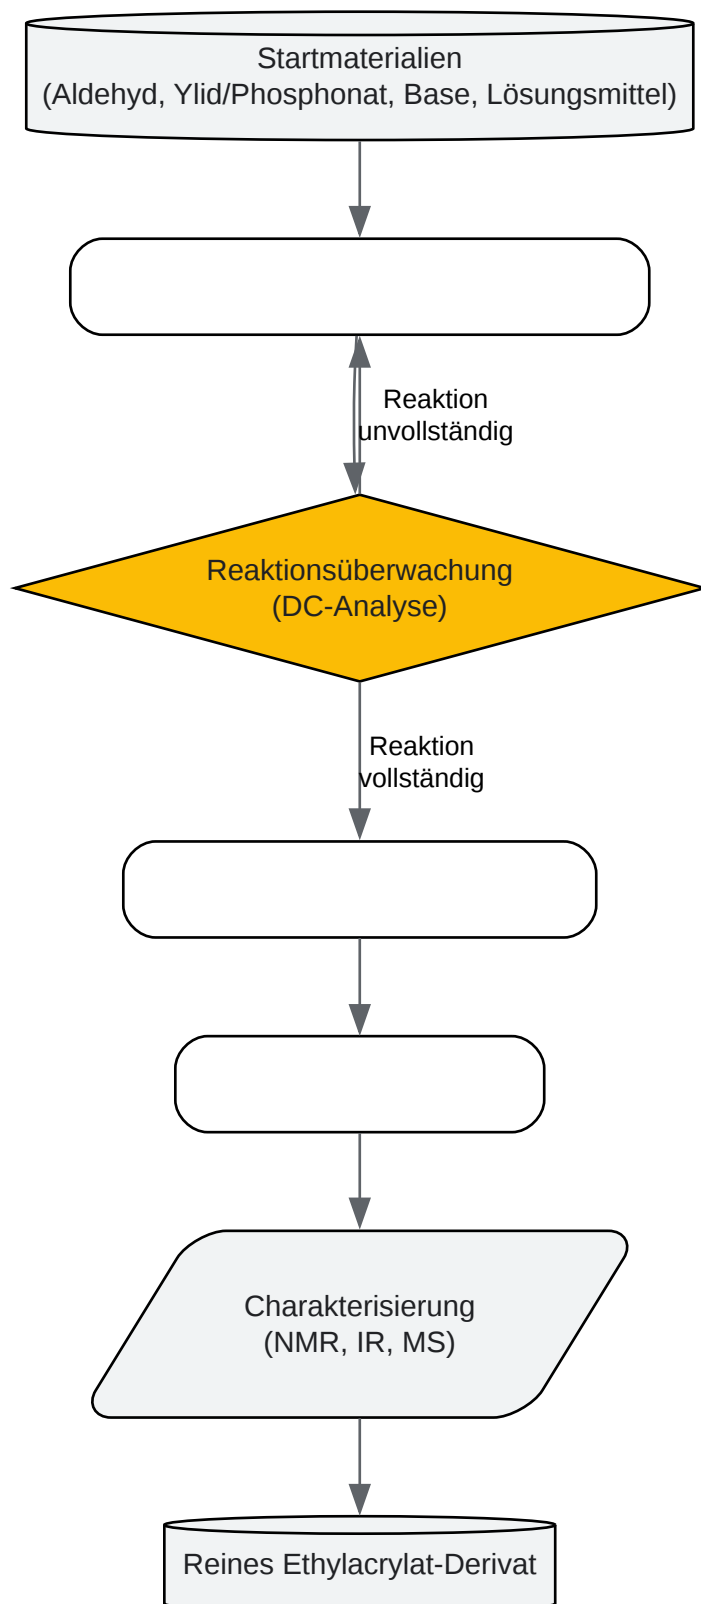 Startmaterialien
(Aldehyd, Ylid/Phosphonat, Base, Lösungsmittel)
Reaktion
unvollständig
Reaktionsüberwachung
(DC-Analyse)
Reaktion
vollständig
Charakterisierung
(NMR, IR, MS)
Reines Ethylacrylat-Derivat